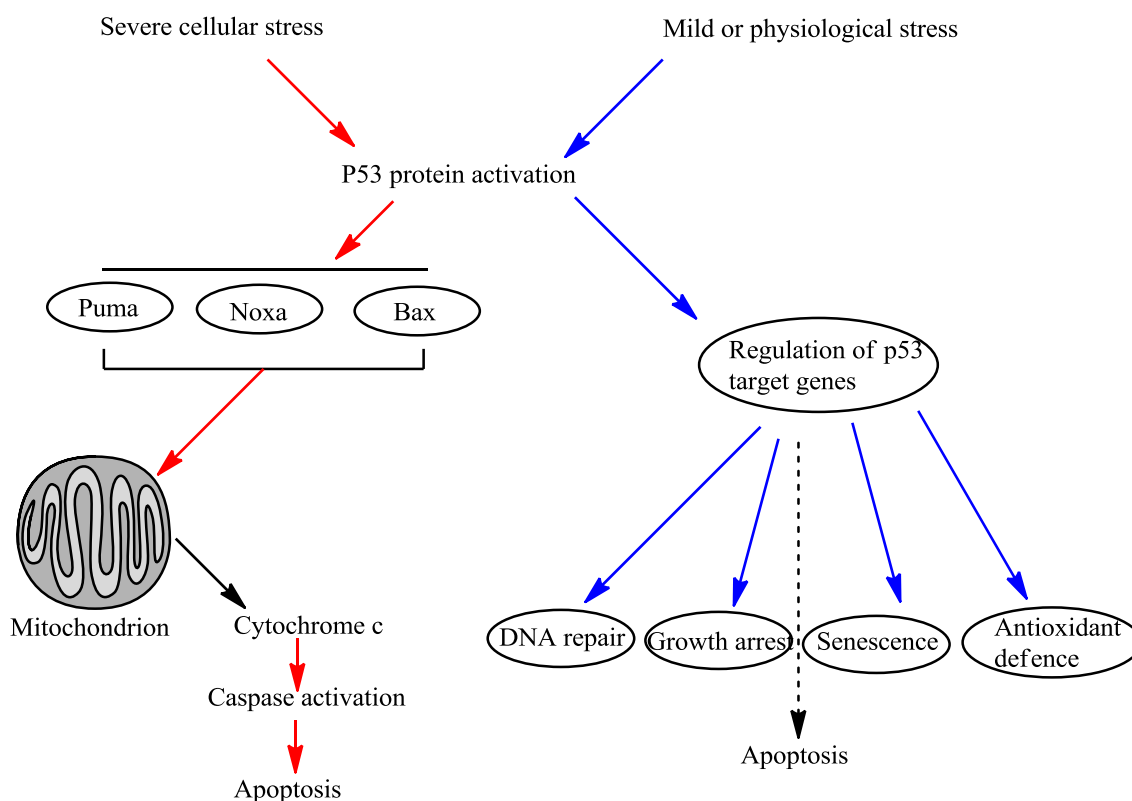 Severe cellular stress
Mild or physiological stress
P53 protein activation
Puma
Noxa
Bax
Regulation of p53
target genes
Mitochondrion
Cytochrome c
DNA repair
Growth arrest
Senescence
Antioxidant
defence
Caspase activation
Apoptosis
Apoptosis